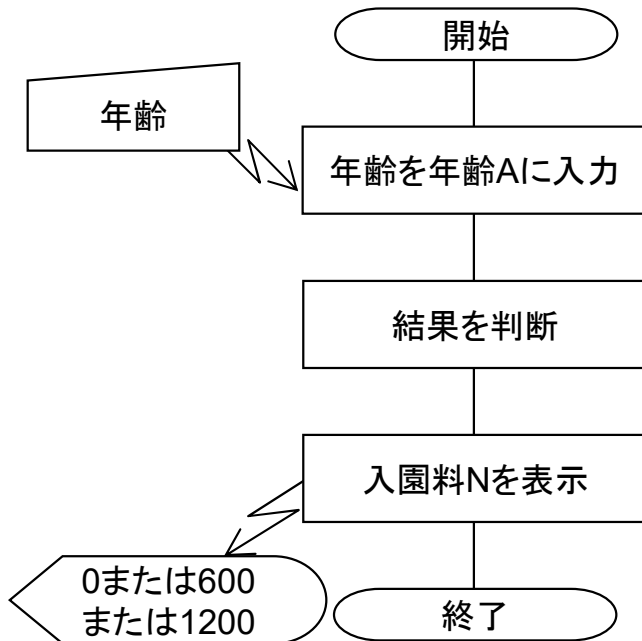 開始
年齢
年齢を年齢Aに入力
結果を判断
入園料Nを表示
0または600
または1200
終了